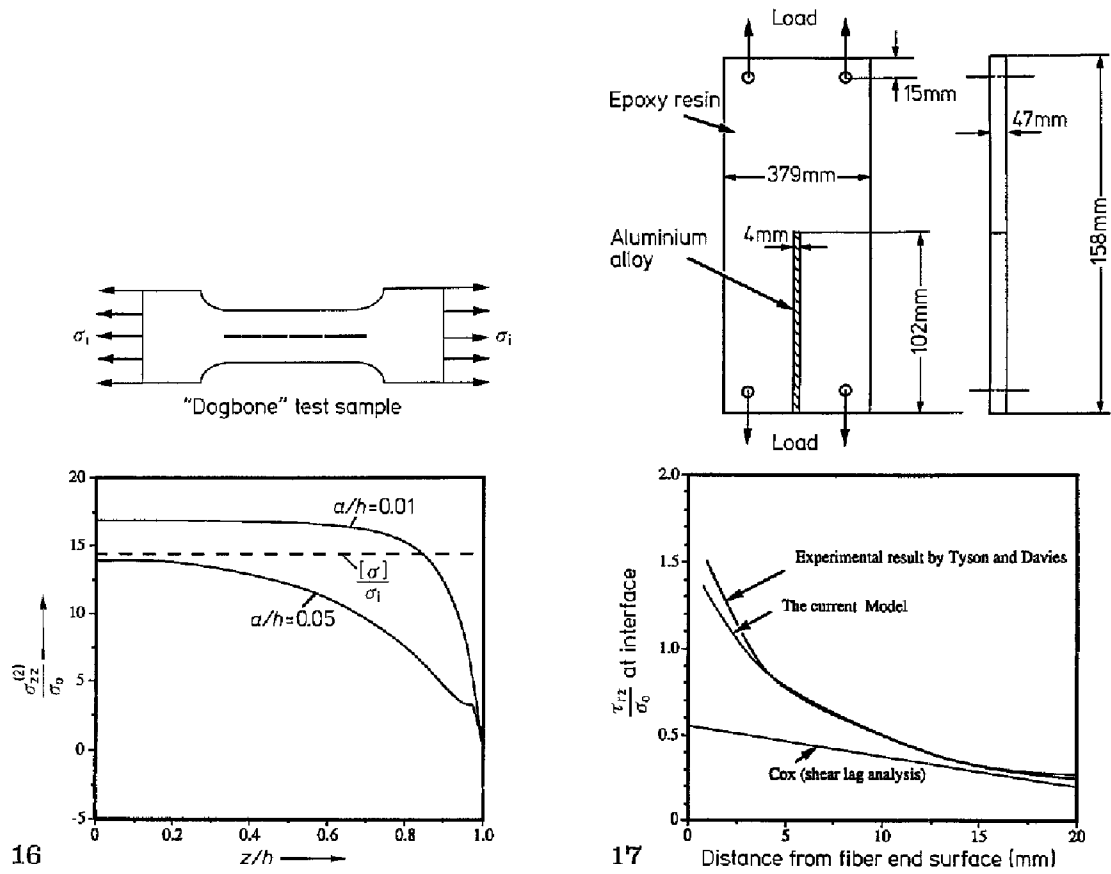 σi
σi
"Dogbone" test sample
20
15
10
5
0
-5
a/h=0.01
[σ]
σi
a/h=0.05
σzz(2)
σo
0
0.2
0.4
0.6
0.8
1.0
z/h
16
Load
15mm
Epoxy resin
47mm
379mm
Aluminium
alloy
4mm
102mm
158mm
Load
2.0
1.5
1.0
0.5
0
Experimental result by Tyson and Davies
The current Model
Cox (shear lag analysis)
τrz
σo
at interface
0
5
10
15
20
Distance from fiber end surface (mm)
17